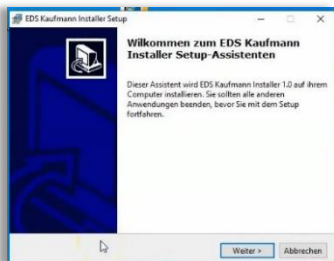 EDS Kaufmann Installer Setup
Willkommen zum EDS Kaufmann
Installer Setup-Assistenten
Dieser Assistent wird EDS Kaufmann Installer 1.0 auf ihrem
Computer installieren. Sie sollten alle anderen
Anwendungen beenden, bevor Sie mit dem Setup
fortfahren.
Weiter >
Abbrechen